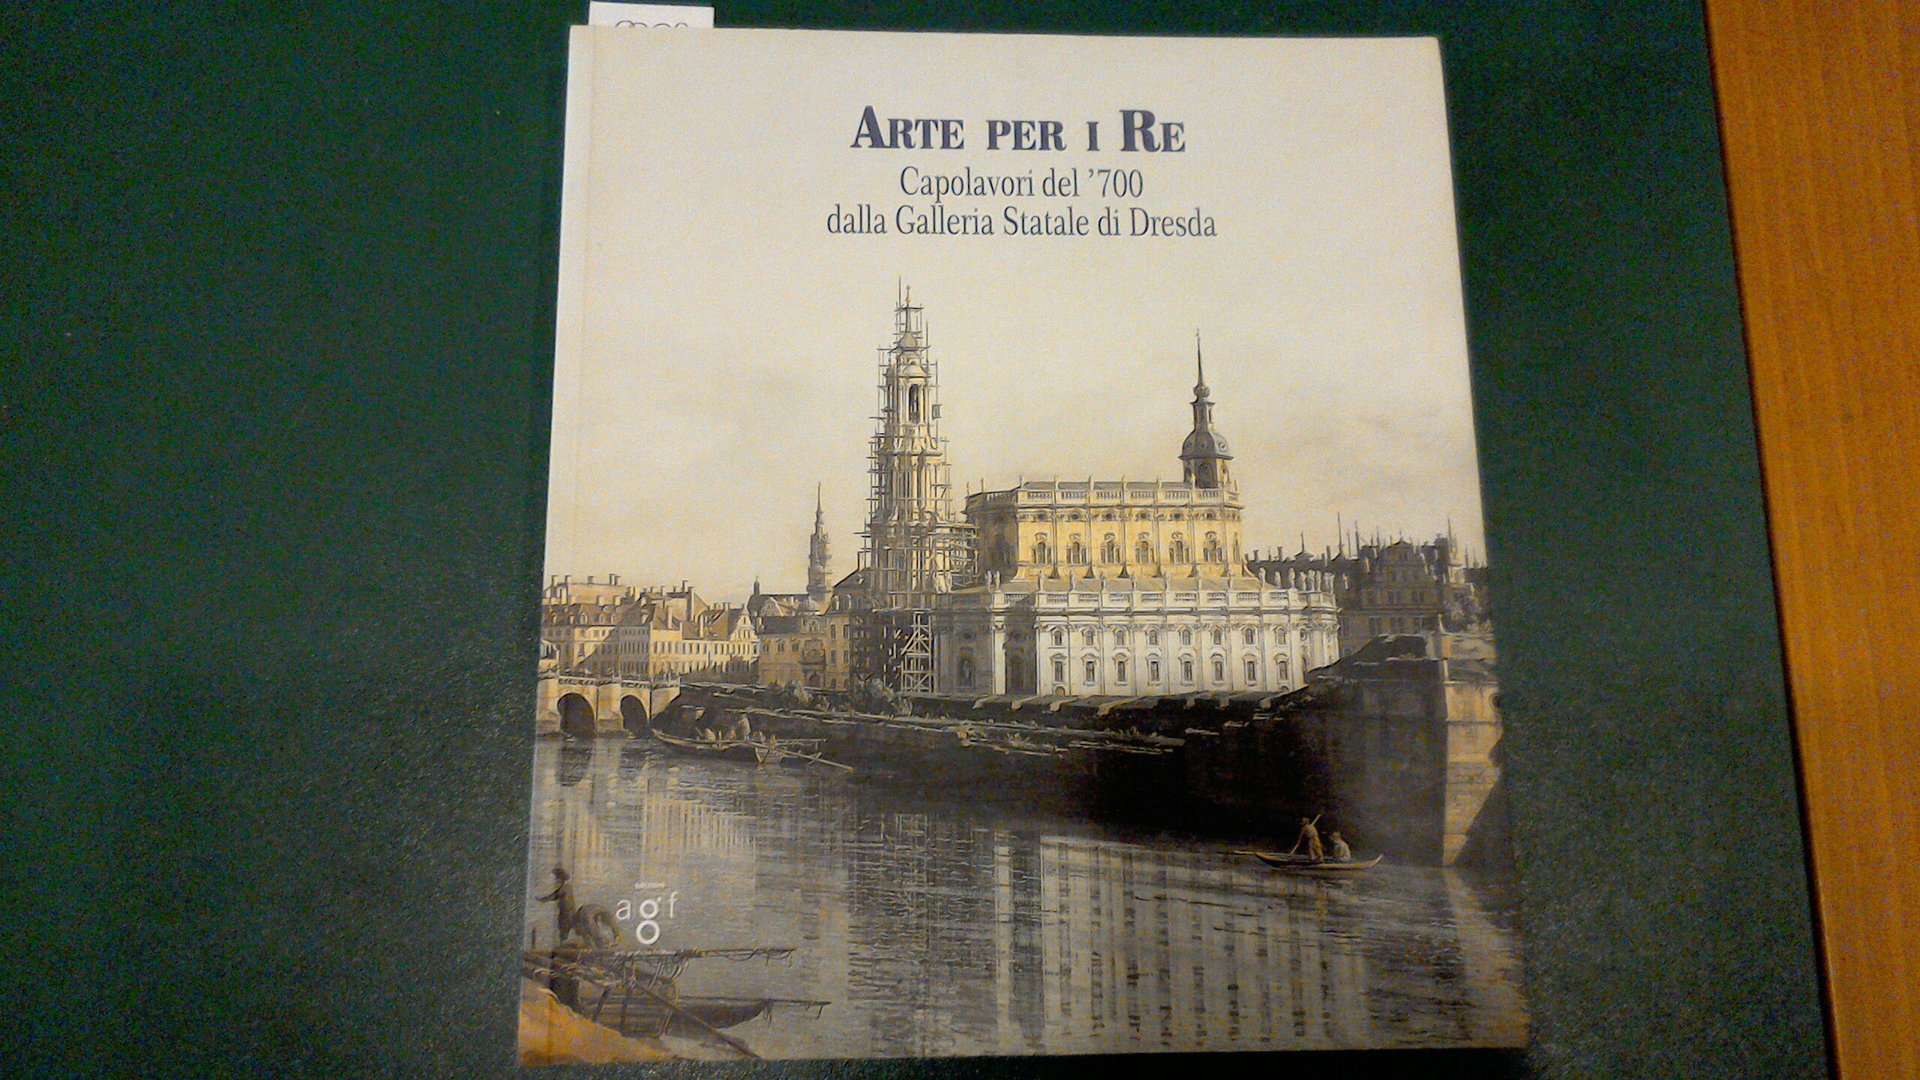 ARTE PER I RE
Capolavori del '700
dalla Galleria Statale di Dresda
agf